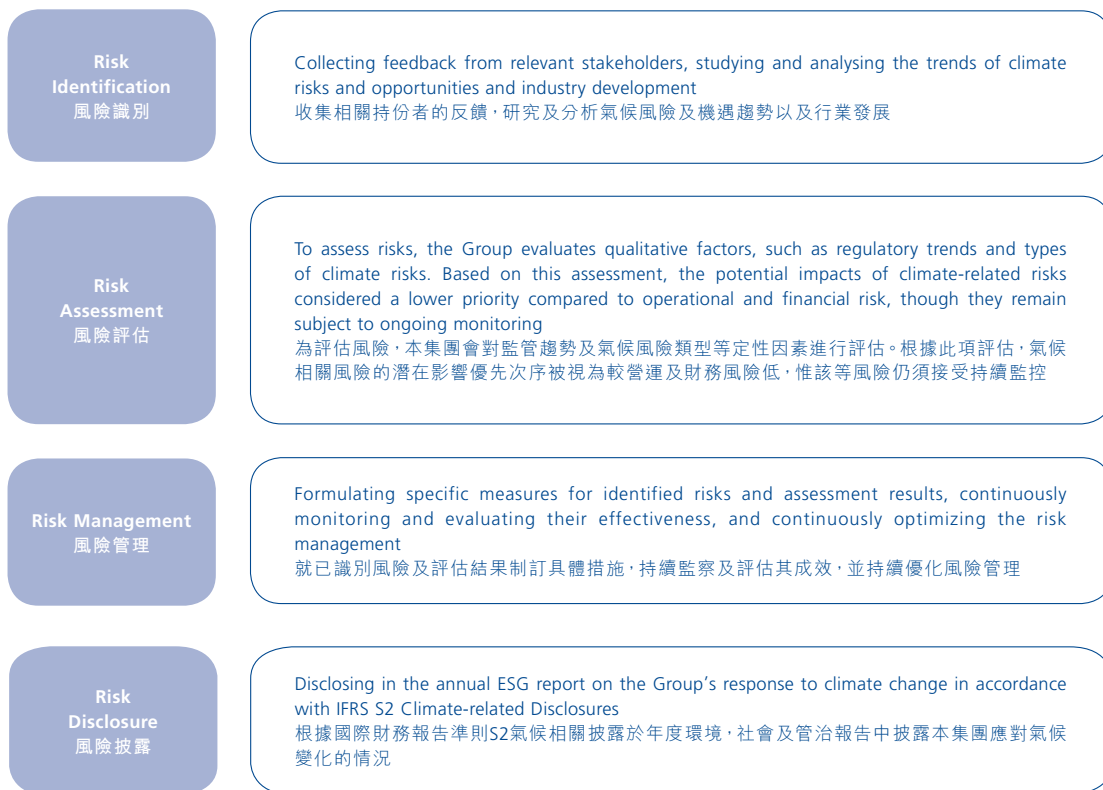 Risk
Identification
風險識別
Collecting feedback from relevant stakeholders, studying and analysing the trends of climate
risks and opportunities and industry development
收集相關持份者的反饋，研究及分析氣候風險及機遇趨勢以及行業發展
Risk
Assessment
風險評估
To assess risks, the Group evaluates qualitative factors, such as regulatory trends and types
of climate risks. Based on this assessment, the potential impacts of climate-related risks
considered a lower priority compared to operational and financial risk, though they remain
subject to ongoing monitoring
為評估風險，本集團會對監管趨勢及氣候風險類型等定性因素進行評估。根據此項評估，氣候
相關風險的潛在影響優先次序被視為較營運及財務風險低，惟該等風險仍須接受持續監控
Risk Management
風險管理
Formulating specific measures for identified risks and assessment results, continuously
monitoring and evaluating their effectiveness, and continuously optimizing the risk
management
就已識別風險及評估結果制訂具體措施，持續監察及評估其成效，並持續優化風險管理
Risk
Disclosure
風險披露
Disclosing in the annual ESG report on the Group’s response to climate change in accordance
with IFRS S2 Climate-related Disclosures
根據國際財務報告準則S2氣候相關披露於年度環境，社會及管治報告中披露本集團應對氣候
變化的情況